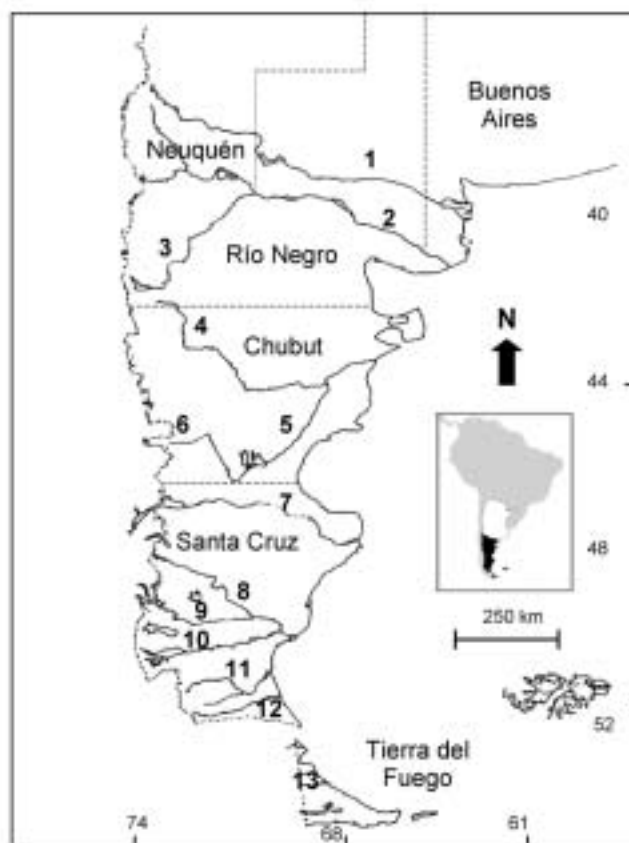 Buenos
Aires
Neuquén
1
40
2
3
Río Negro
N
4
Chubut
44
6
5
7
Santa Cruz
48
8
250 km
9
10
11
52
12
Tierra del
Fuego
13
74
68
61